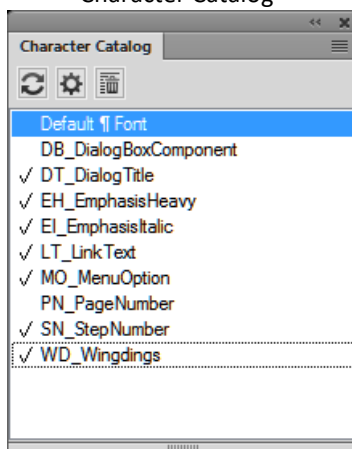 Character Catalog
Character Catalog
Default ¶ Font
DB_DialogBoxComponent
✓ DT_DialogTitle
✓ EH_EmphasisHeavy
✓ EI_EmphasisItalic
✓ LT_LinkText
✓ MO_MenuOption
PN_PageNumber
✓ SN_StepNumber
✓ WD_Wingdings